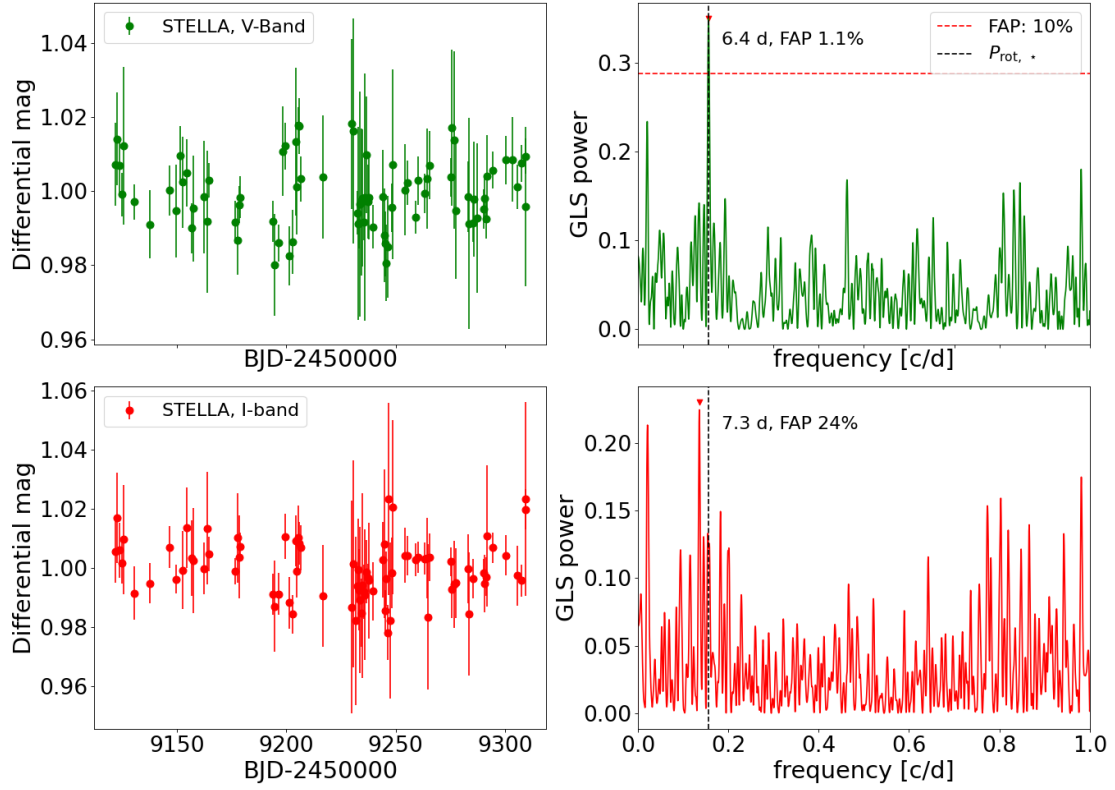 STELLA, V-Band
Differential mag
1.04
1.02
1.00
0.98
0.96
BJD-2450000
6.4 d, FAP 1.1%
FAP: 10%
P_rot, ⋆
GLS power
0.3
0.2
0.1
0.0
frequency [c/d]
STELLA, I-band
Differential mag
1.06
1.04
1.02
1.00
0.98
0.96
9150
9200
9250
9300
BJD-2450000
7.3 d, FAP 24%
GLS power
0.20
0.15
0.10
0.05
0.00
0.0
0.2
0.4
0.6
0.8
1.0
frequency [c/d]